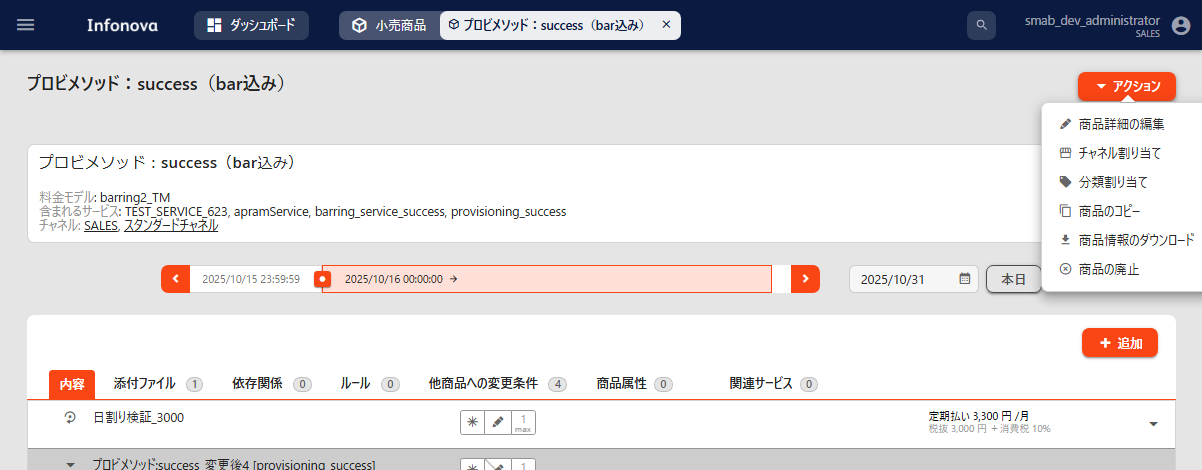 Infonova
ダッシュボード
小売商品
プロビメソッド：success（bar込み） ×
smab_dev_administrator
SALES
プロビメソッド：success（bar込み）
アクション
商品詳細の編集
チャネル割り当て
分類割り当て
商品のコピー
商品情報のダウンロード
商品の廃止
プロビメソッド：success（bar込み）
料金モデル: barring2_TM
含まれるサービス: TEST_SERVICE_623, apramService, barring_service_success, provisioning_success
チャネル: SALES, スタンダードチャネル
2025/10/15 23:59:59
2025/10/16 00:00:00 →
2025/10/31
本日
+ 追加
内容
添付ファイル 1
依存関係 0
ルール 0
他商品への変更条件 4
商品属性 0
関連サービス 0
日割り検証_3000
1
max
定期払い 3,300 円 /月
税抜 3,000 円 +消費税 10%
プロビメソッド:success_変更後4 [provisioning_success]
1